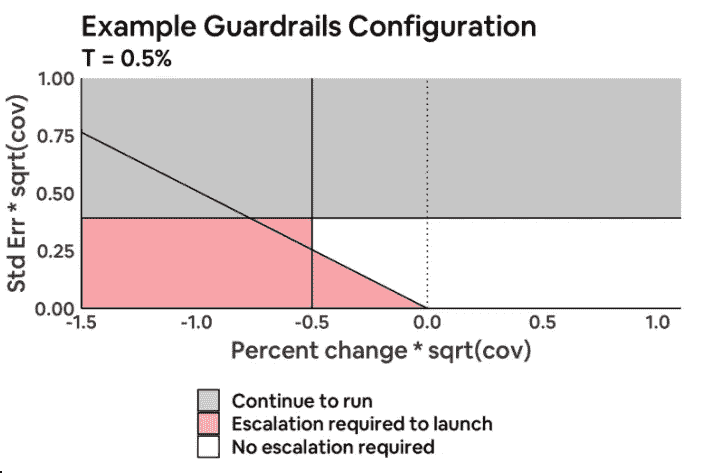 Example Guardrails Configuration
T = 0.5%
1.00
0.75
0.50
0.25
0.00
Std Err * sqrt(cov)
-1.5 -1.0 -0.5 0.0 0.5 1.0
Percent change * sqrt(cov)
Continue to run
Escalation required to launch
No escalation required